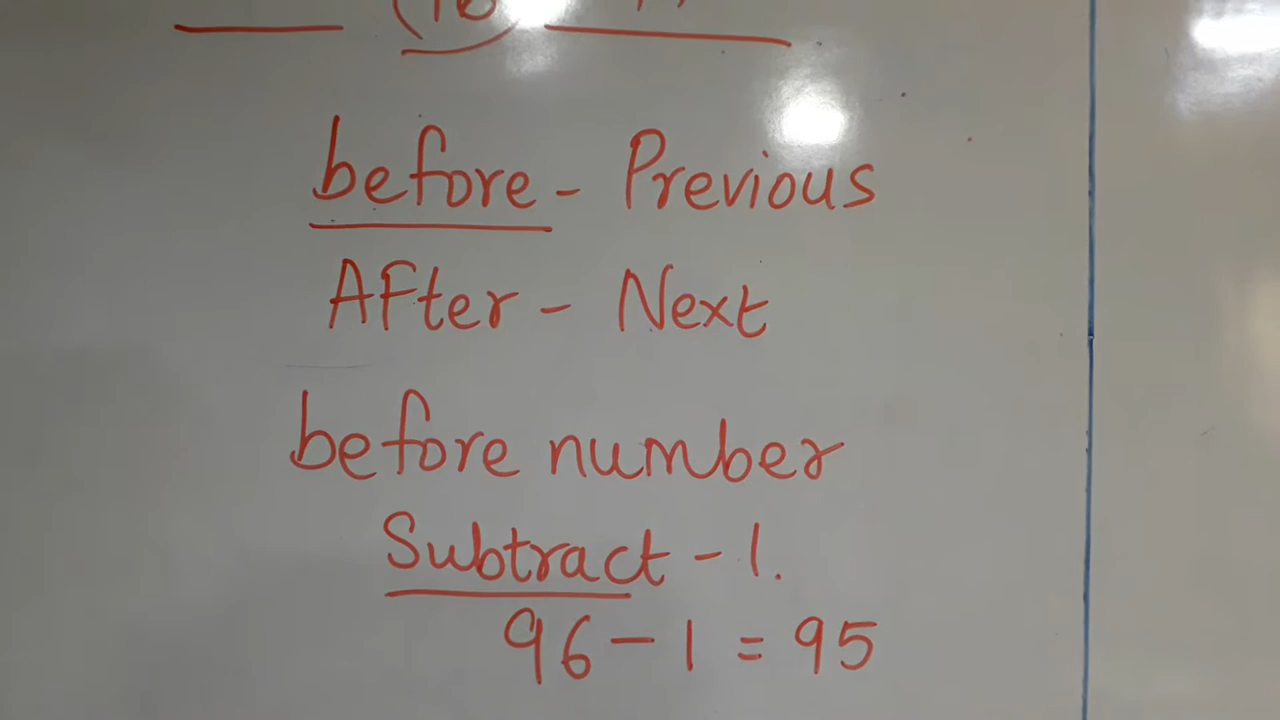 before - Previous
AFter - Next
before number
Subtract - 1.
96 - 1 = 95